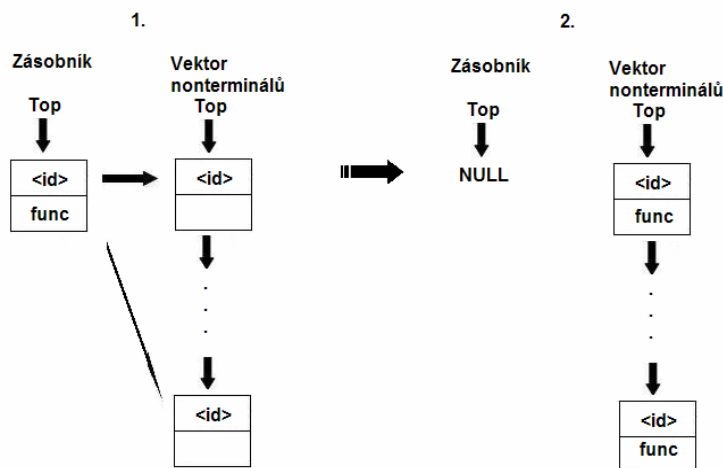 1.
Zásobník
Top
<id>
func
Vektor
nonterminálů
Top
<id>
.
.
.
<id>
2.
Zásobník
Top
NULL
Vektor
nonterminálů
Top
<id>
func
.
.
.
<id>
func